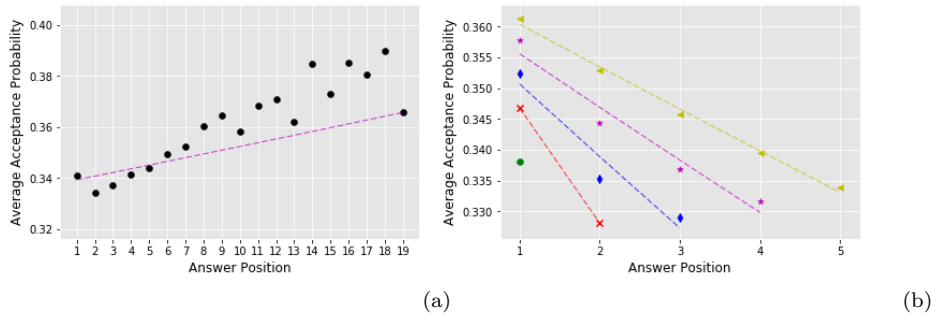 Average Acceptance Probability
0.40
0.38
0.36
0.34
0.32
1 2 3 4 5 6 7 8 9 10 11 12 13 14 15 16 17 18 19
Answer Position
(a)
Average Acceptance Probability
0.360
0.355
0.350
0.345
0.340
0.335
0.330
1 2 3 4 5
Answer Position
(b)